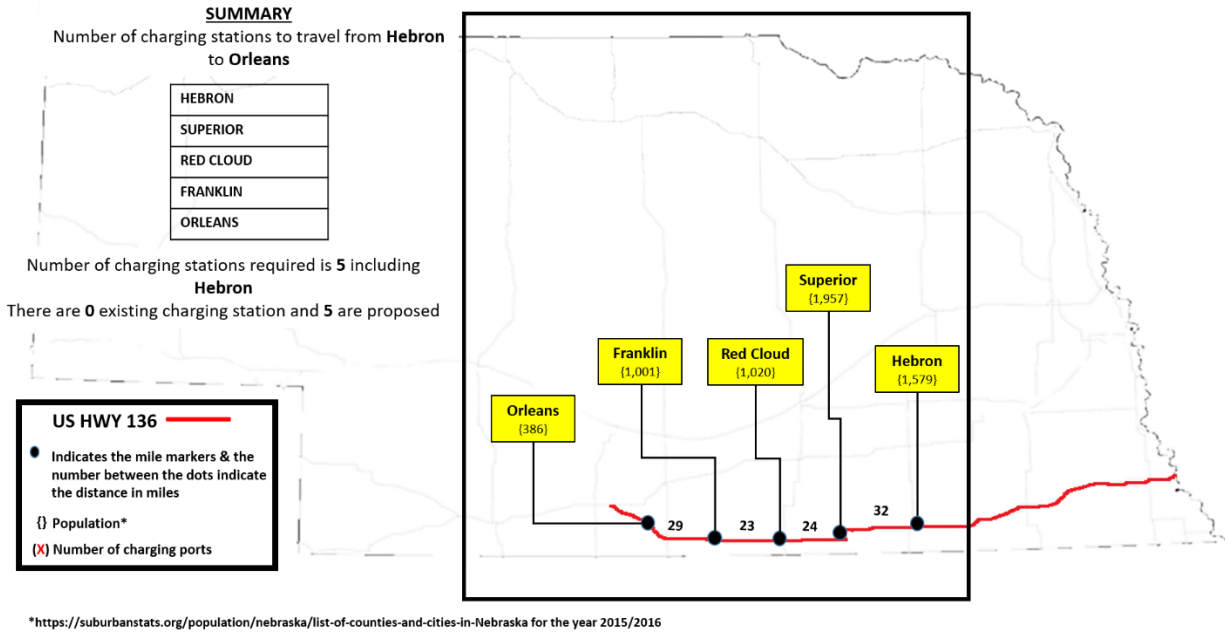 SUMMARY
Number of charging stations to travel from Hebron
to Orleans
HEBRON
SUPERIOR
RED CLOUD
FRANKLIN
ORLEANS
Number of charging stations required is 5 including
Hebron
There are 0 existing charging station and 5 are proposed
Superior
{1,957}
Franklin
{1,001}
Red Cloud
{1,020}
Hebron
{1,579}
Orleans
{386}
29
23
24
32
US HWY 136
Indicates the mile markers & the
number between the dots indicate
the distance in miles
{} Population*
(X) Number of charging ports
*https://suburbanstats.org/population/nebraska/list-of-counties-and-cities-in-Nebraska for the year 2015/2016